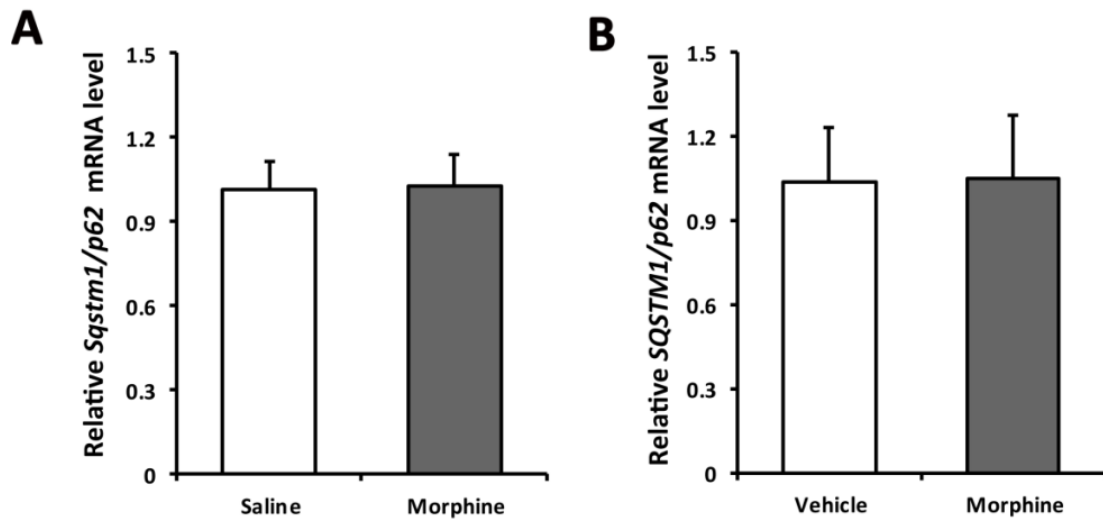 A
Relative Sqstm1/p62 mRNA level
1.5
1.2
0.9
0.6
0.3
0
Saline
Morphine
B
Relative SQSTM1/p62 mRNA level
1.5
1.2
0.9
0.6
0.3
0
Vehicle
Morphine